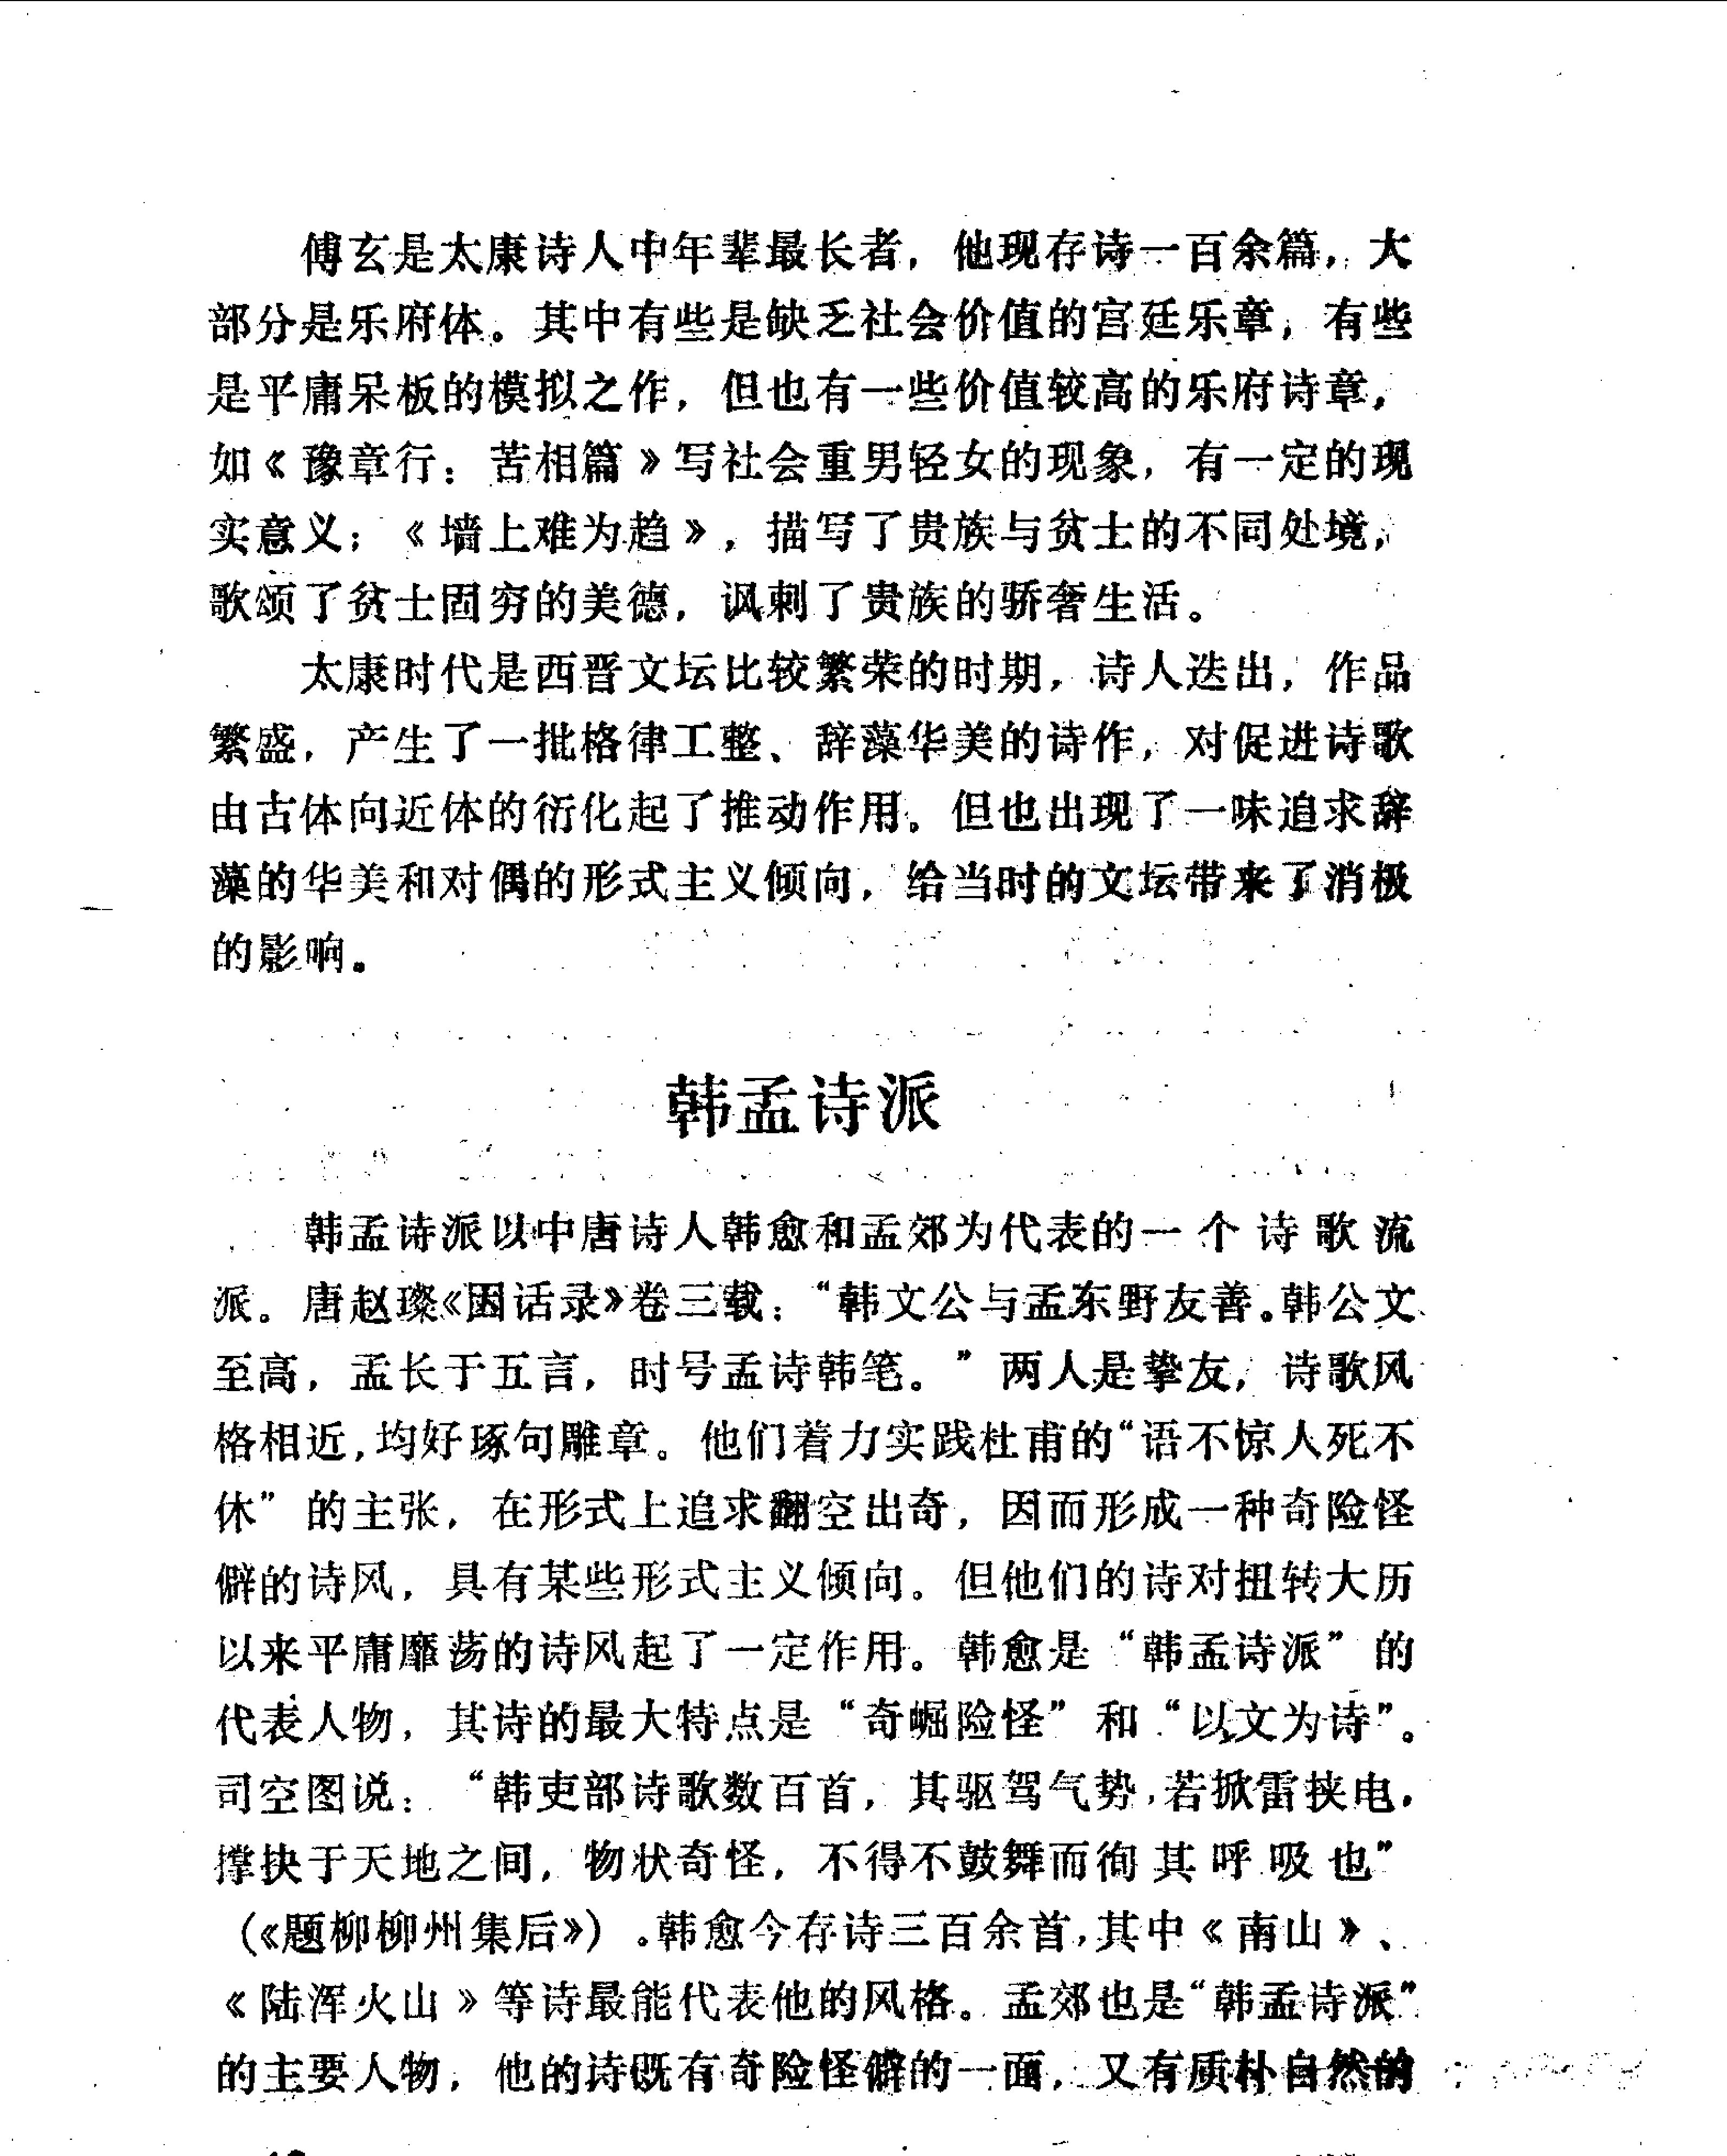 傅玄是太康诗人中年辈最长者，他现存诗一百余篇，大
部分是乐府体。其中有些是缺乏社会价值的宫廷乐章，有些
是平庸呆板的模拟之作，但也有一些价值较高的乐府诗章，
如《豫章行：苦相篇》写社会重男轻女的现象，有一定的现
实意义；《墙上难为趋》，描写了贵族与贫士的不同处境，
歌颂了贫士固穷的美德，讽刺了贵族的骄奢生活。
太康时代是西晋文坛比较繁荣的时期，诗人迭出，作品
繁盛，产生了一批格律工整、辞藻华美的诗作，对促进诗歌
由古体向近体的衍化起了推动作用。但也出现了一味追求辞
藻的华美和对偶的形式主义倾向，给当时的文坛带来了消极
的影响。
韩孟诗派
韩孟诗派以中唐诗人韩愈和孟郊为代表的一个诗歌流
派。唐赵璘《因话录》卷三载：“韩文公与孟东野友善。韩公文
至高，孟长于五言，时号孟诗韩笔。”两人是挚友，诗歌风
格相近，均好琢句雕章。他们着力实践杜甫的“语不惊人死不
休”的主张，在形式上追求翻空出奇，因而形成一种奇险怪
僻的诗风，具有某些形式主义倾向。但他们的诗对扭转大历
以来平庸靡荡的诗风起了一定作用。韩愈是“韩孟诗派”的
代表人物，其诗的最大特点是“奇崛险怪”和“以文为诗”。
司空图说：“韩吏部诗歌数百首，其驱驾气势，若掀雷挟电，
撑抉于天地之间，物状奇怪，不得不鼓舞而徇其呼吸也”
（《题柳柳州集后》）。韩愈今存诗三百余首，其中《南山》、
《陆浑火山》等诗最能代表他的风格。孟郊也是“韩孟诗派”
的主要人物，他的诗既有奇险怪僻的一面，又有质朴自然的